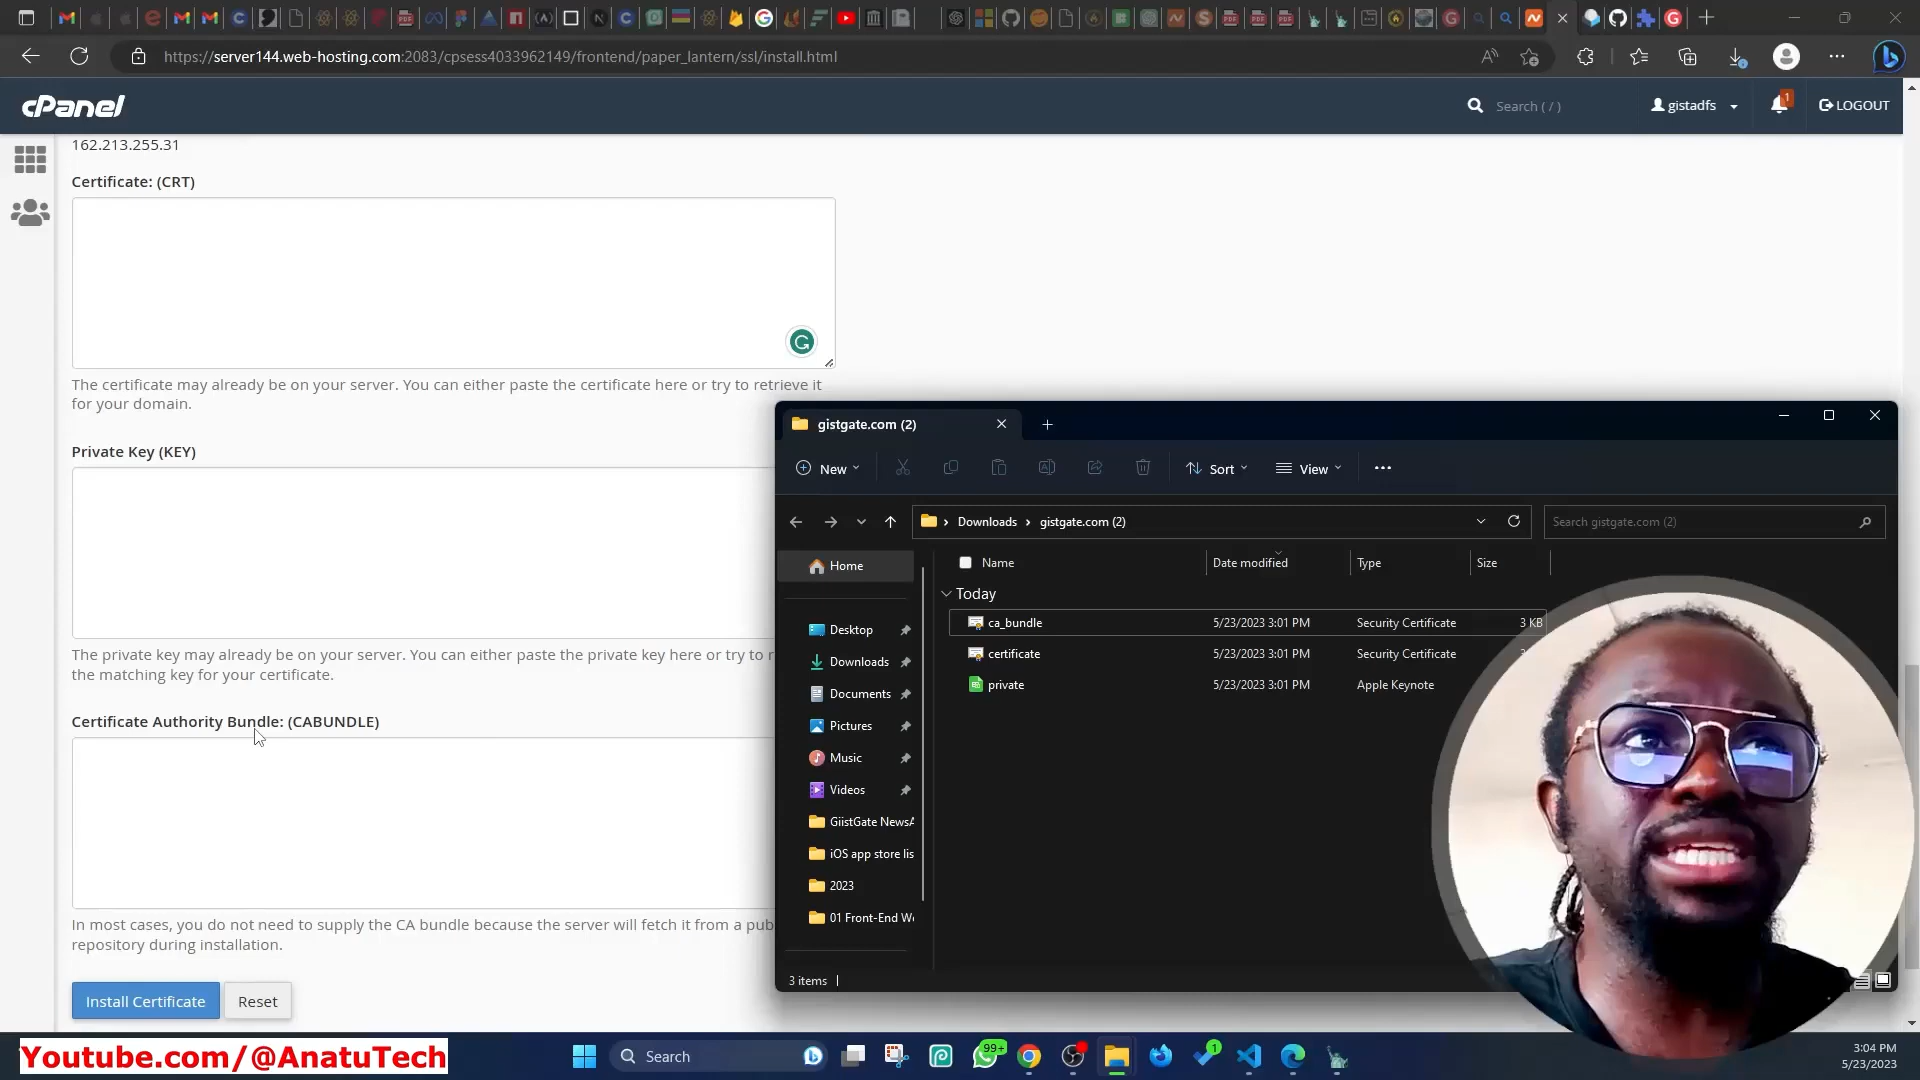 https://server144.web-hosting.com:2083/cpsess4033962149/frontend/paper_lantern/ssl/install.html
cPanel
Search ( / )
gistadfs
1
LOGOUT
162.213.255.31
Certificate: (CRT)
The certificate may already be on your server. You can either paste the certificate here or try to retrieve it
for your domain.
Private Key (KEY)
The private key may already be on your server. You can either paste the private key here or try to r
the matching key for your certificate.
Certificate Authority Bundle: (CABUNDLE)
In most cases, you do not need to supply the CA bundle because the server will fetch it from a pub
repository during installation.
Install Certificate
Reset
gistgate.com (2)
New
Sort
View
Downloads
gistgate.com (2)
Search gistgate.com (2)
Home
Desktop
Downloads
Documents
Pictures
Music
Videos
GiistGate NewsA
iOS app store lis
2023
01 Front-End We
Name
Date modified
Type
Size
Today
ca_bundle
5/23/2023 3:01 PM
Security Certificate
3 KB
certificate
5/23/2023 3:01 PM
Security Certificate
private
5/23/2023 3:01 PM
Apple Keynote
3 items
Youtube.com/@AnatuTech
Search
99+
1
3:04 PM
5/23/2023